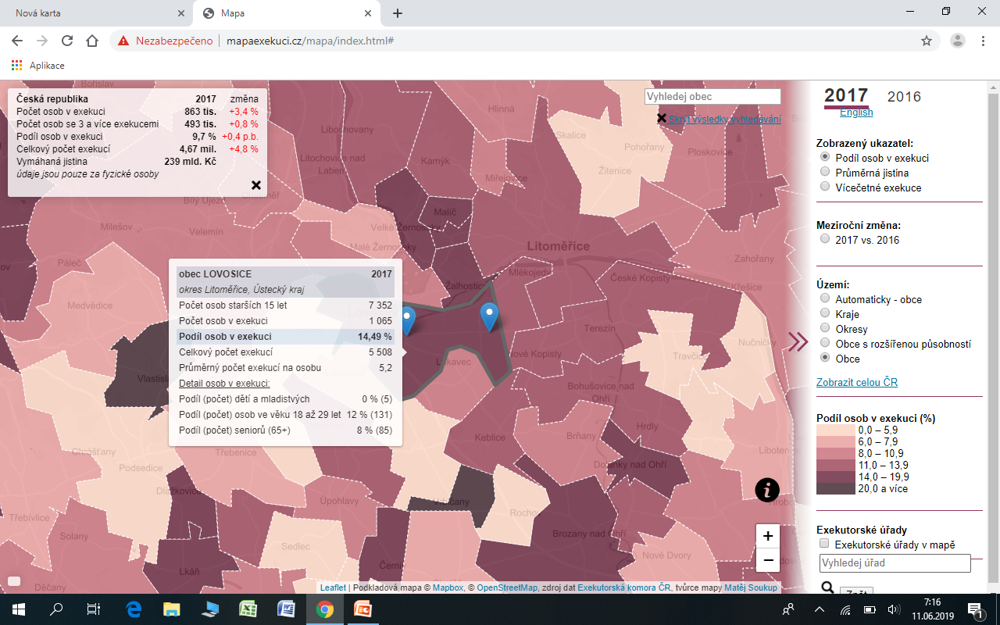 Nová karta
Mapa
Nezabezpečeno
mapaexekuci.cz/mapa/index.html#
Aplikace
Česká republika 2017 změna
Počet osob v exekuci 863 tis. +3,4 %
Počet osob se 3 a více exekucemi 493 tis. +0,8 %
Podíl osob v exekuci 9,7 % +0,4 p.b.
Celkový počet exekucí 4,67 mil. +4,8 %
Vymáhaná jistina 239 mld. Kč
údaje jsou pouze za fyzické osoby
Vyhledej obec
Skrýt výsledky vyhledávání
Bořislav
Hlinná
Libochovany
Skalice
Pohořany
Ploskovice
Litochovice nad
Labem
Kamýk
Žitenice
Miřejovice
Bílý Újezd
Malíč
Milešov
Velemín
Velké Žernoseky
Malé Žernoseky
Litoměřice
Páleč
Mlékojedy
České Kopisty
Zahořany
Křešice
Žalhostice
Medvědice
Terezín
Nučničky
Travčice
Lukavec
Nové Kopisty
Vlastislav
Bohušovice nad
Ohří
Hrdly
Keblice
Brňany
Chrášťany
Třebenice
Podsedice
Dolánky nad Ohří
Dlažkovice
Úpohlavy
Vrbičany
Rochov
Třebívlice
Solany
Sedlec
Brozany nad Ohří
Nové Dvory
Lkáň
Děčany
obec LOVOSICE 2017
okres Litoměřice, Ústecký kraj
Počet osob starších 15 let 7 352
Počet osob v exekuci 1 065
Podíl osob v exekuci 14,49 %
Celkový počet exekucí 5 508
Průměrný počet exekucí na osobu 5,2
Detail osob v exekuci:
Podíl (počet) dětí a mladistvých 0 % (5)
Podíl (počet) osob ve věku 18 až 29 let 12 % (131)
Podíl (počet) seniorů (65+) 8 % (85)
i
+
−
Leaflet | Podkladová mapa © Mapbox, © OpenStreetMap, zdroj dat Exekutorská komora ČR, tvůrce mapy Matěj Soukup
2017 2016
English
Zobrazený ukazatel:
Podíl osob v exekuci
Průměrná jistina
Vícečetné exekuce
Meziroční změna:
2017 vs. 2016
Území:
Automaticky - obce
Kraje
Okresy
Obce s rozšířenou působností
Obce
Zobrazit celou ČR
Podíl osob v exekuci (%)
0,0 – 5,9
6,0 – 7,9
8,0 – 10,9
11,0 – 13,9
14,0 – 19,9
20,0 a více
Exekutorské úřady
Exekutorské úřady v mapě
Vyhledej úřad
7:16
11.06.2019
1